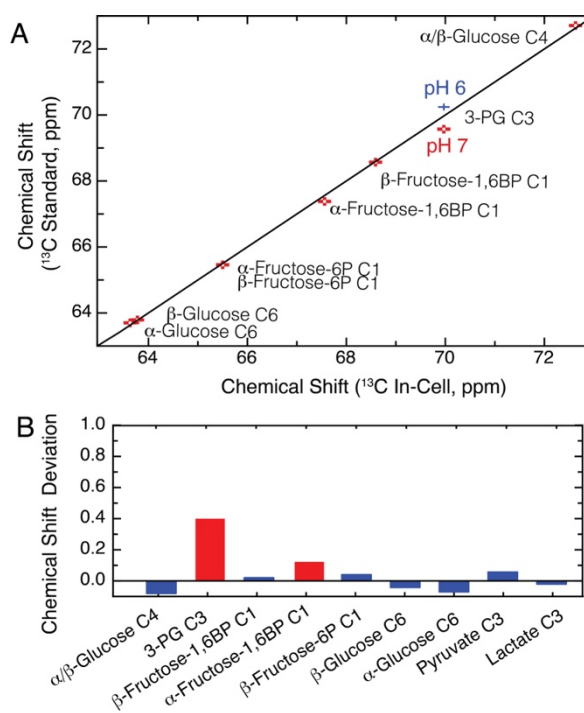 A
72
70
68
66
64
Chemical Shift
(¹³C Standard, ppm)
α/β-Glucose C4
pH 6
3-PG C3
pH 7
β-Fructose-1,6BP C1
α-Fructose-1,6BP C1
α-Fructose-6P C1
β-Fructose-6P C1
β-Glucose C6
α-Glucose C6
64 66 68 70 72
Chemical Shift (¹³C In-Cell, ppm)
B
1.0
0.8
0.6
0.4
0.2
0.0
Chemical Shift Deviation
α/β-Glucose C4
3-PG C3
β-Fructose-1,6BP C1
α-Fructose-1,6BP C1
β-Fructose-6P C1
β-Glucose C6
α-Glucose C6
Pyruvate C3
Lactate C3